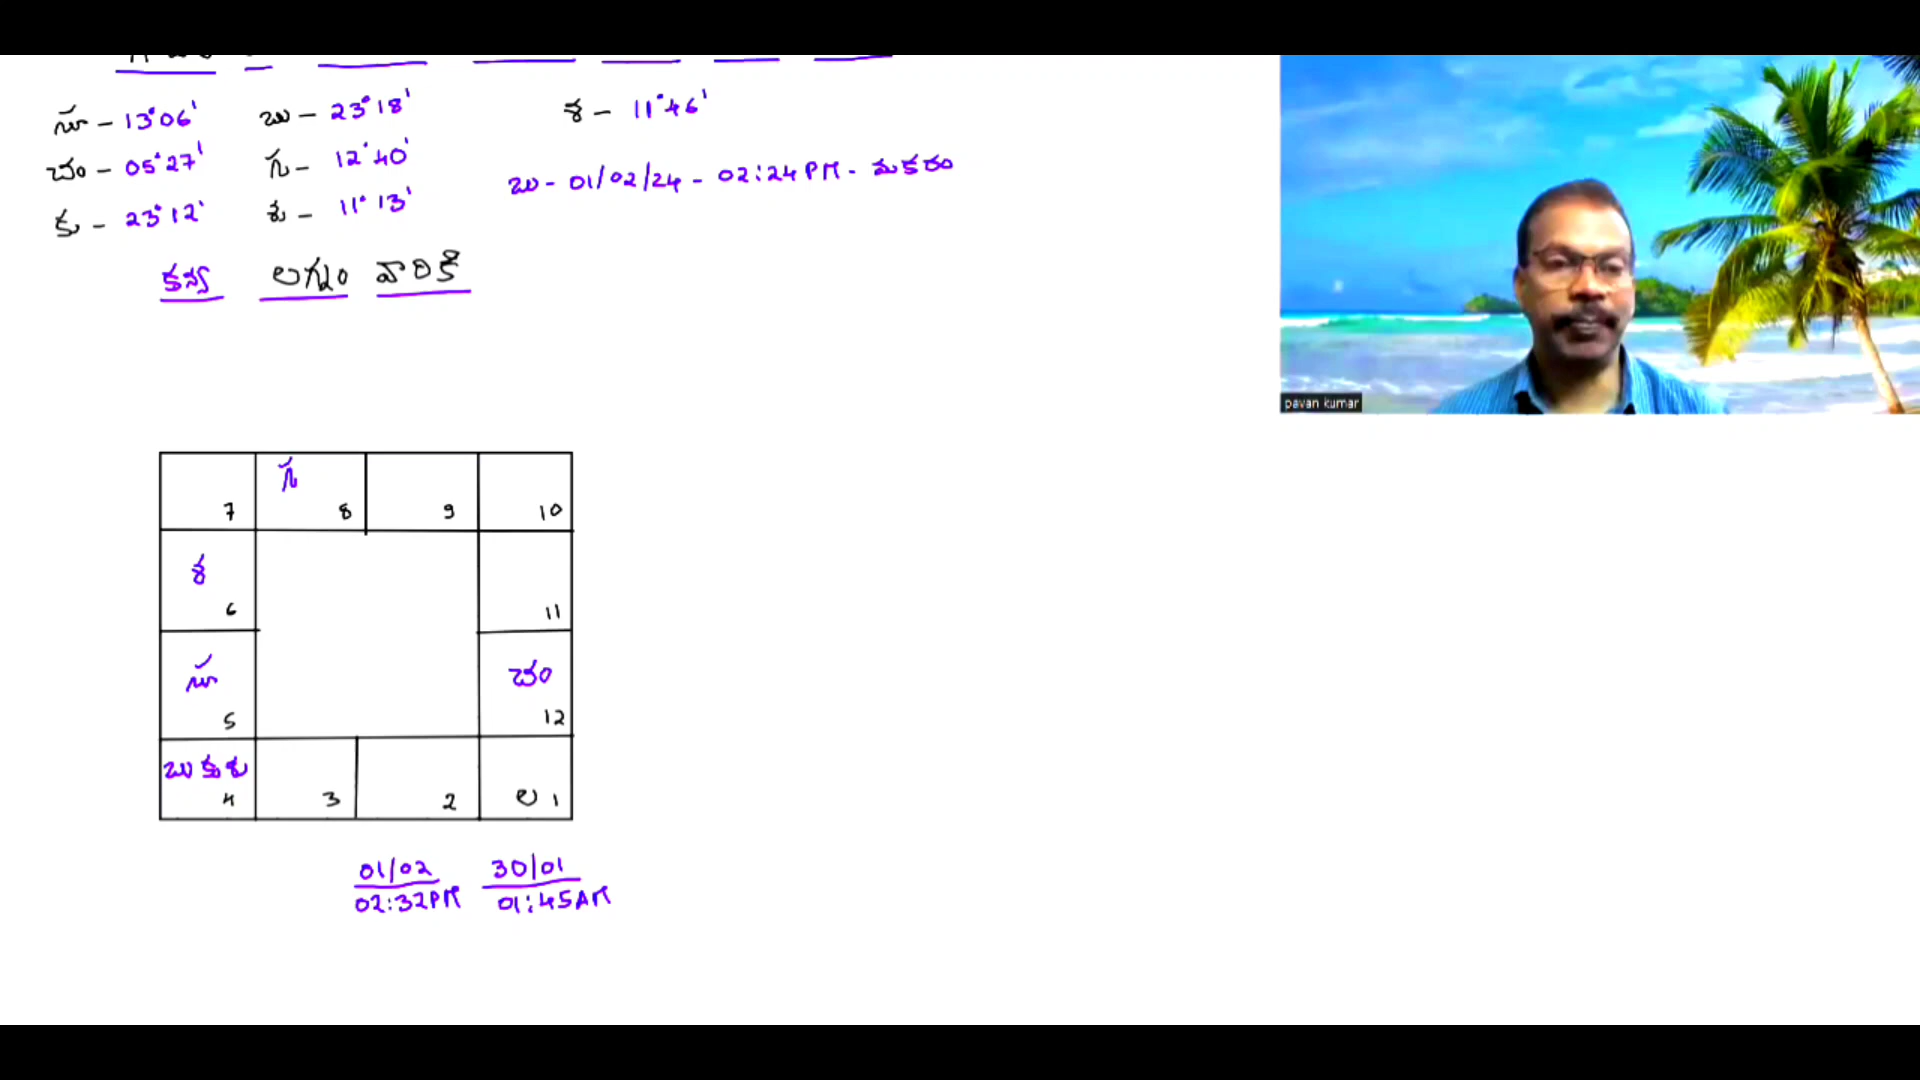 సూ - 13°06' బు - 23°18' శ - 11°46'
చం - 05°27' గు - 12°40'
బు - 01/02/24 - 02:24PM - మకరం
కు - 23°12' శు - 11°13'
కన్య లగ్నం వారికి
pavan kumar
గు
7 8 9 10
శ
6 11
సూ చం
5 12
బు కు శు
4 3 2 ల 1
01/02 30/01
02:32PM 01:45AM